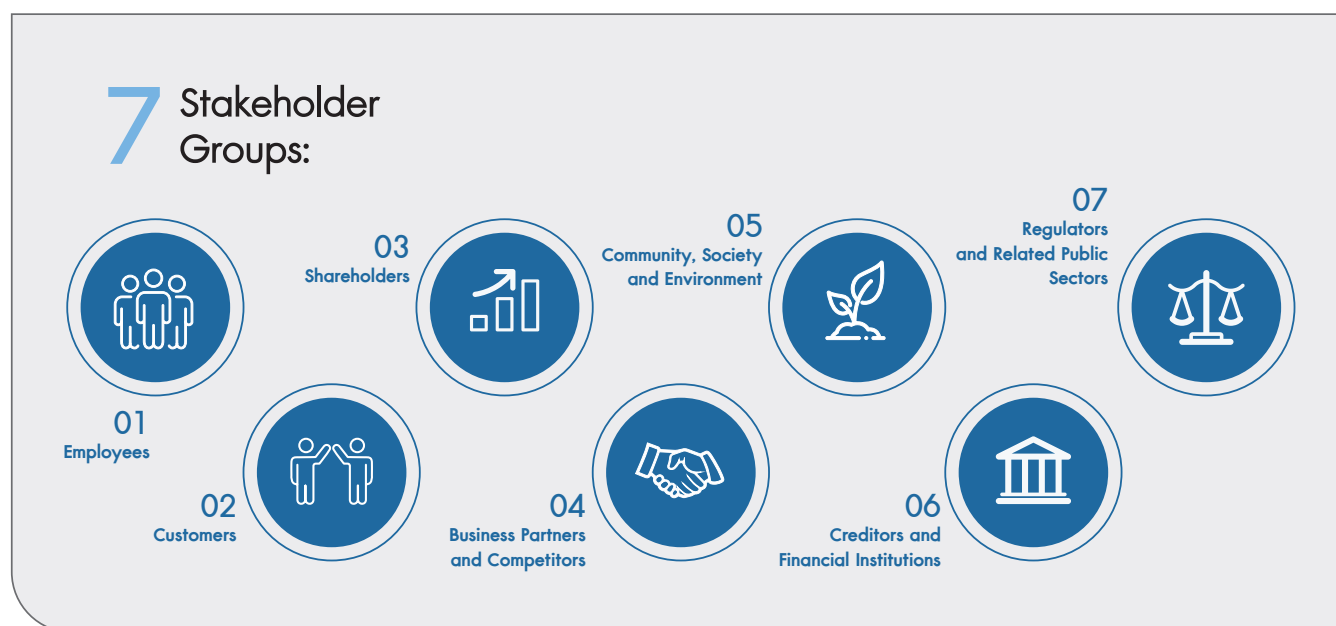 7 Stakeholder
Groups:
01
Employees
02
Customers
03
Shareholders
04
Business Partners
and Competitors
05
Community, Society
and Environment
06
Creditors and
Financial Institutions
07
Regulators
and Related Public
Sectors